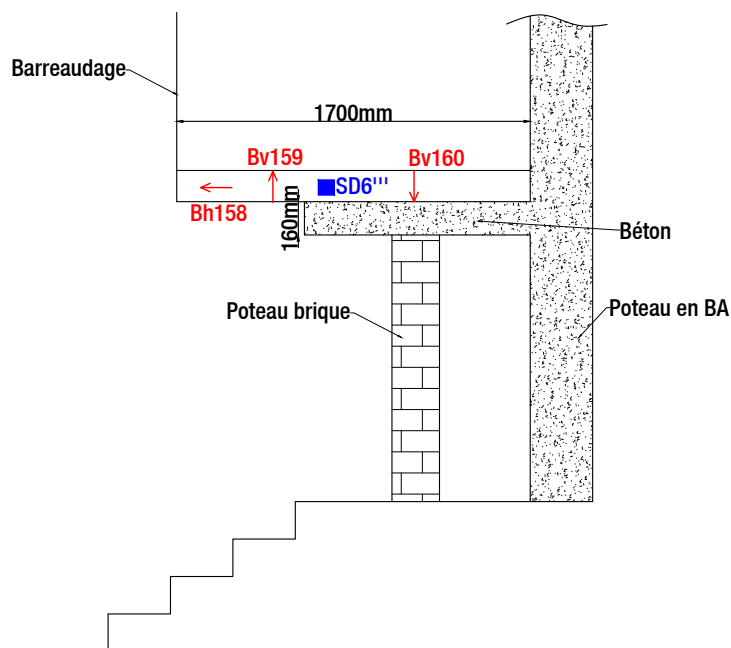 Barreaudage
1700mm
Bv159
Bv160
SD6'''
Bh158
160mm
Béton
Poteau brique
Poteau en BA